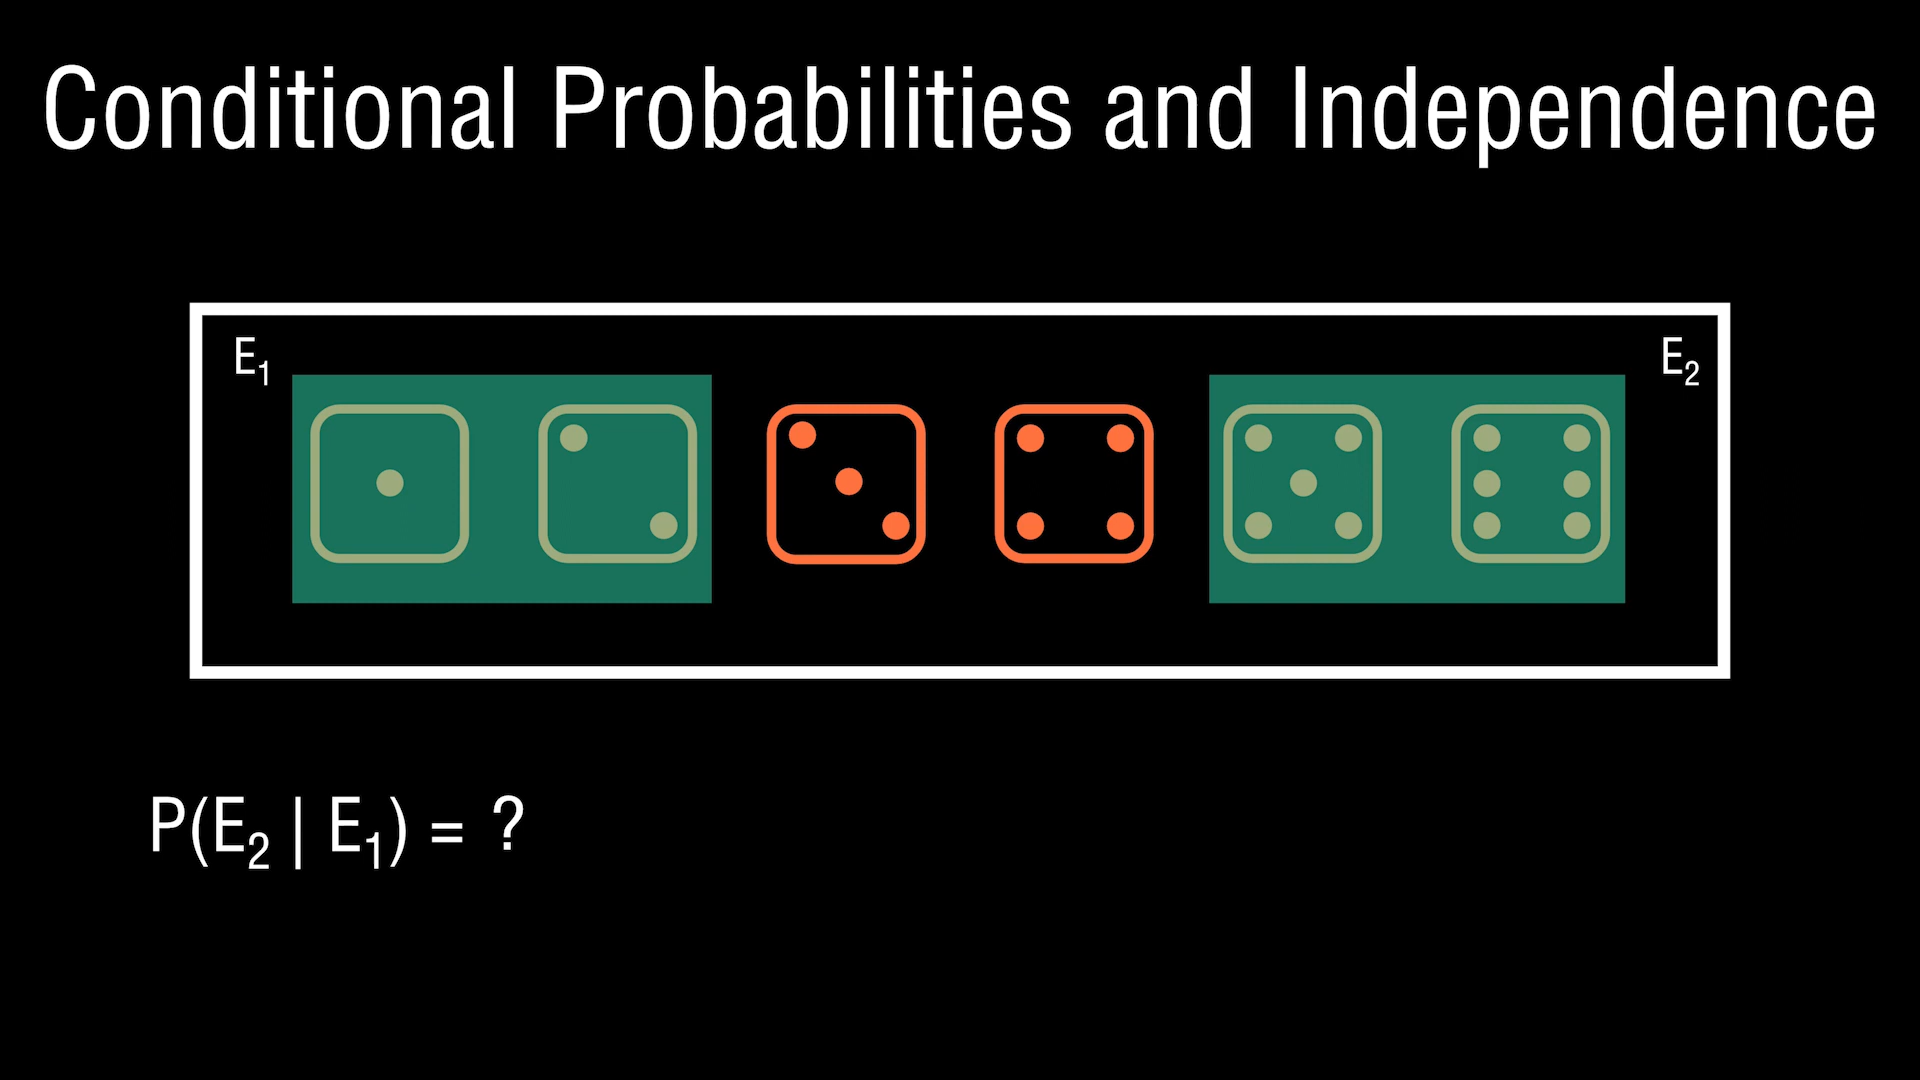 Conditional Probabilities and Independence
E₁
E₂
P(E₂ | E₁) = ?